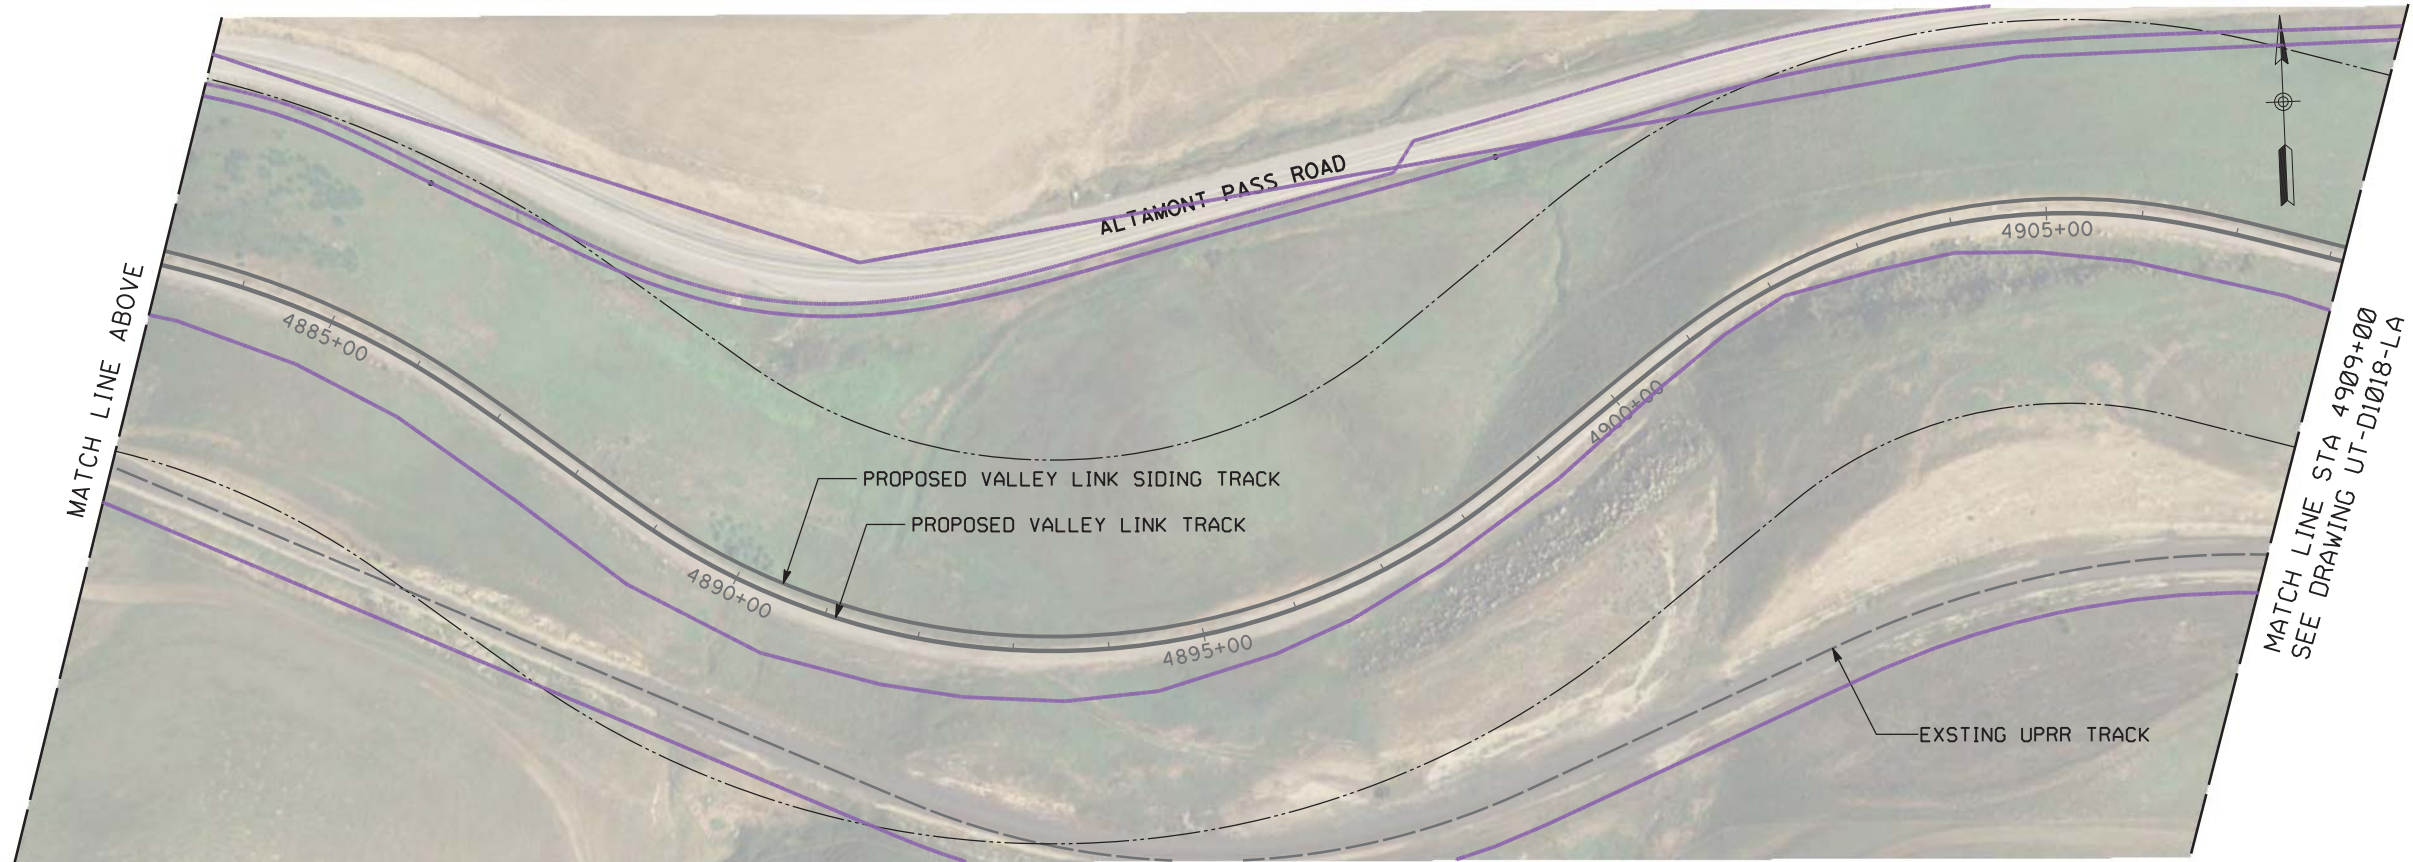 ALTAMONT PASS ROAD
4905+00
MATCH LINE ABOVE
4885+00
MATCH LINE STA 4909+00
SEE DRAWING UT-D1018-LA
4900+00
PROPOSED VALLEY LINK SIDING TRACK
PROPOSED VALLEY LINK TRACK
4890+00
4895+00
EXSTING UPRR TRACK